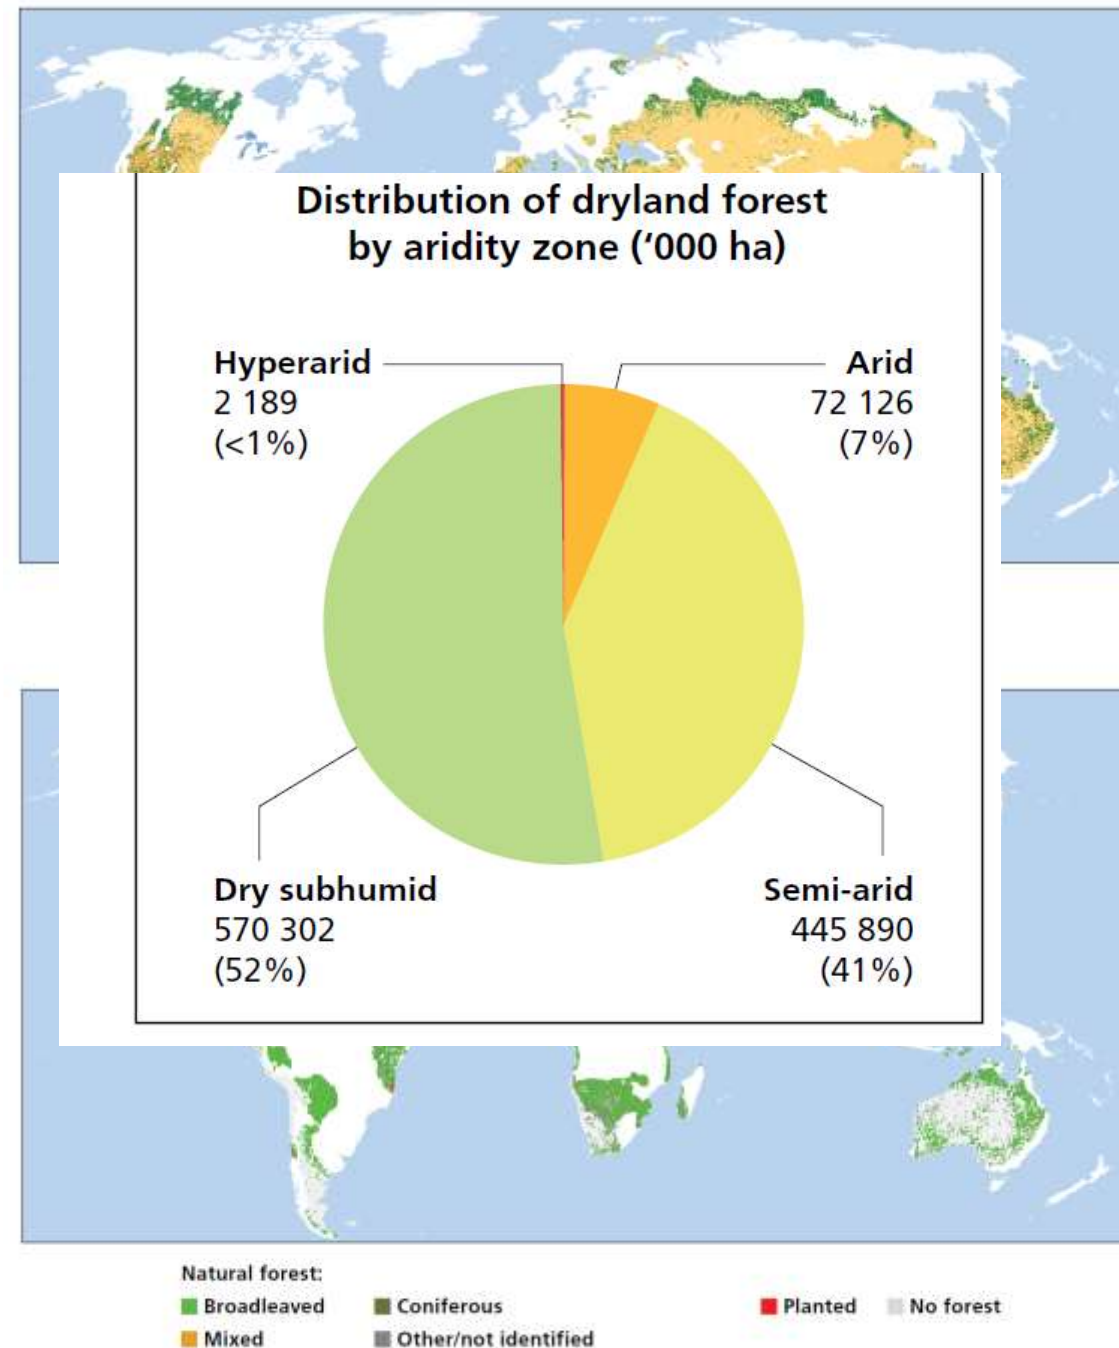 Distribution of dryland forest
by aridity zone (‘000 ha)
Hyperarid
2 189
(<1%)
Arid
72 126
(7%)
Dry subhumid
570 302
(52%)
Semi-arid
445 890
(41%)
Natural forest:
Broadleaved
Coniferous
Planted
No forest
Mixed
Other/not identified